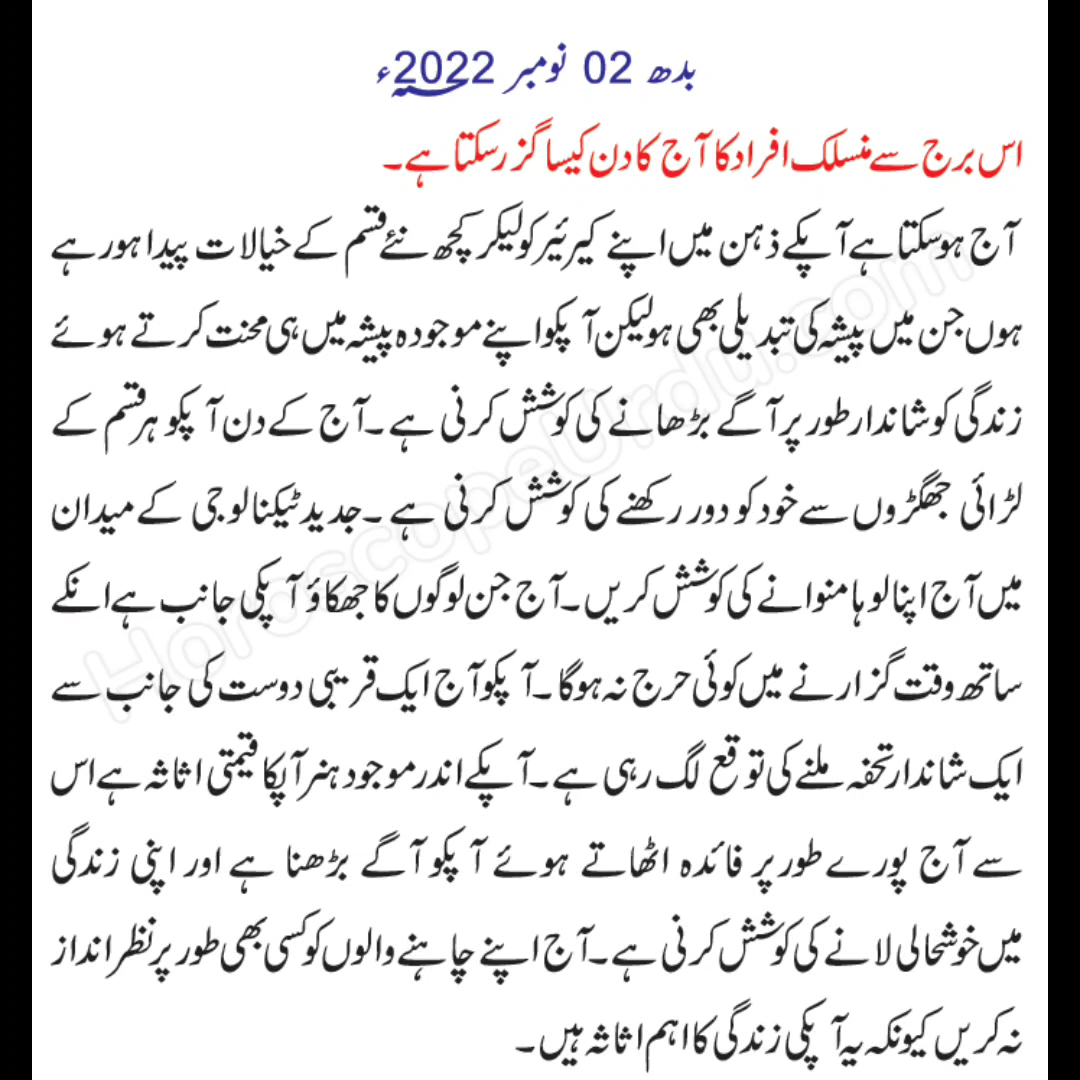 بدھ 02 نومبر 2022ء
اس برج سے منسلک افراد کا آج کا دن کیسا گزر سکتا ہے۔
آج ہوسکتا ہے آپکے ذہن میں اپنے کیرئیر کو لیکر کچھ نئے قسم کے خیالات پیدا ہو رہے
ہوں جن میں پیشہ کی تبدیلی بھی ہو لیکن آپکو اپنے موجودہ پیشہ میں ہی محنت کرتے ہوئے
زندگی کو شاندار طور پر آگے بڑھانے کی کوشش کرنی ہے۔ آج کے دن آپکو ہر قسم کے
لڑائی جھگڑوں سے خود کو دور رکھنے کی کوشش کرنی ہے۔ جدید ٹیکنالوجی کے میدان
میں آج اپنا لوہا منوانے کی کوشش کریں۔ آج جن لوگوں کا جھکاؤ آپکی جانب ہے انکے
ساتھ وقت گزارنے میں کوئی حرج نہ ہوگا۔ آپکو آج ایک قریبی دوست کی جانب سے
ایک شاندار تحفہ ملنے کی توقع لگ رہی ہے۔ آپکے اندر موجود ہنر آپکا قیمتی اثاثہ ہے اس
سے آج پورے طور پر فائدہ اٹھاتے ہوئے آپکو آگے بڑھنا ہے اور اپنی زندگی
میں خوشحالی لانے کی کوشش کرنی ہے۔ آج اپنے چاہنے والوں کو کسی بھی طور پر نظر انداز
نہ کریں کیونکہ یہ آپکی زندگی کا اہم اثاثہ ہیں۔
HoroscopeUrdu.com